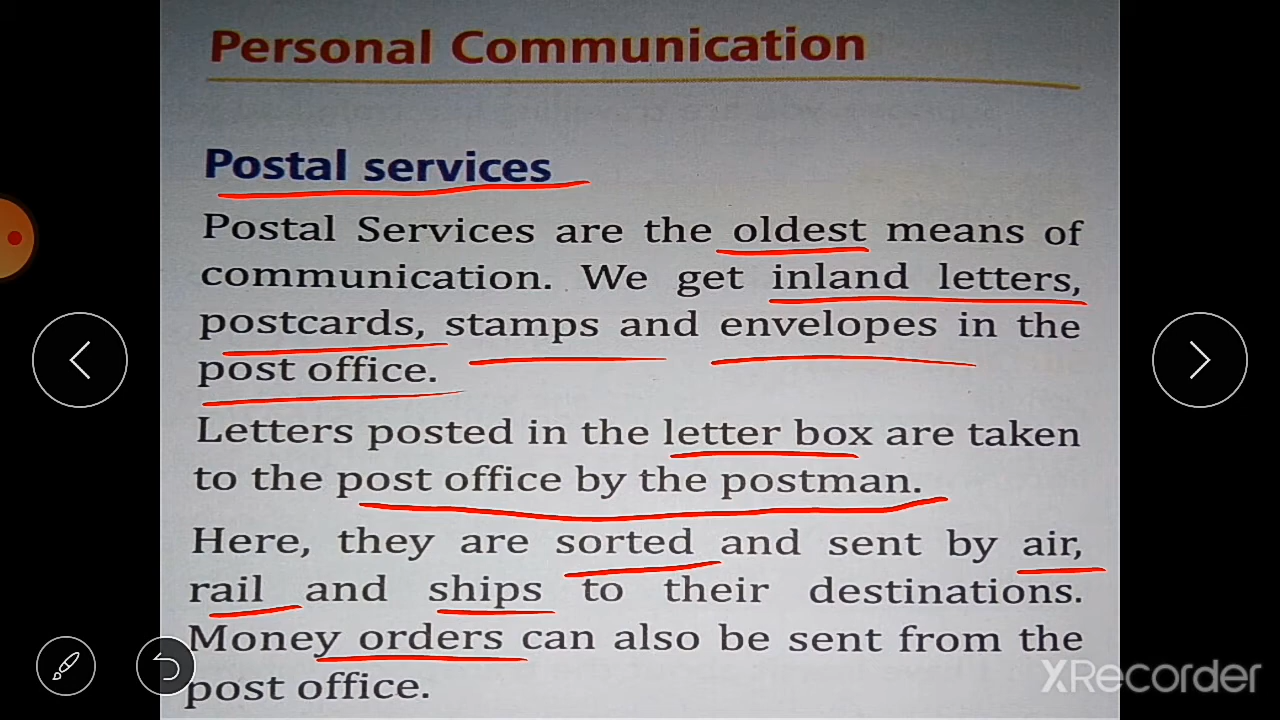 Personal Communication
Postal services
Postal Services are the oldest means of
communication. We get inland letters,
postcards, stamps and envelopes in the
post office.
Letters posted in the letter box are taken
to the post office by the postman.
Here, they are sorted and sent by air,
rail and ships to their destinations.
Money orders can also be sent from the
post office.
XRecorder